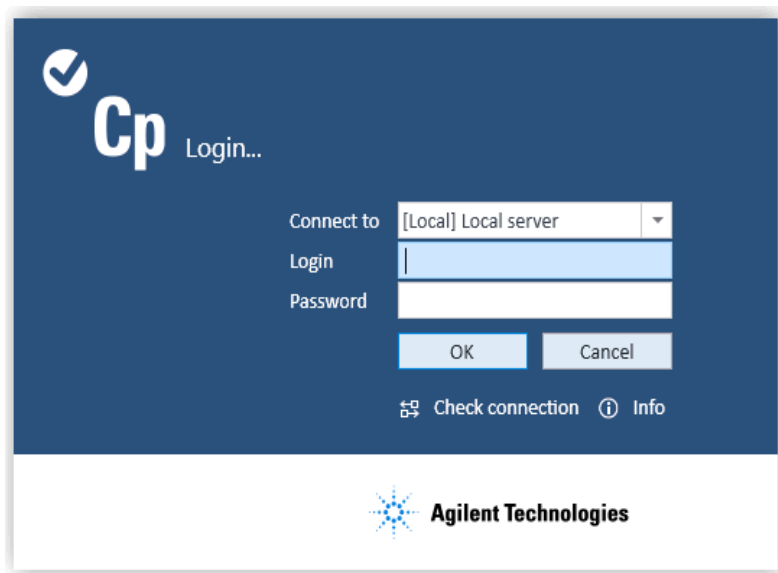 Cp Login...
Connect to [Local] Local server
Login
Password
OK Cancel
Check connection Info
Agilent Technologies